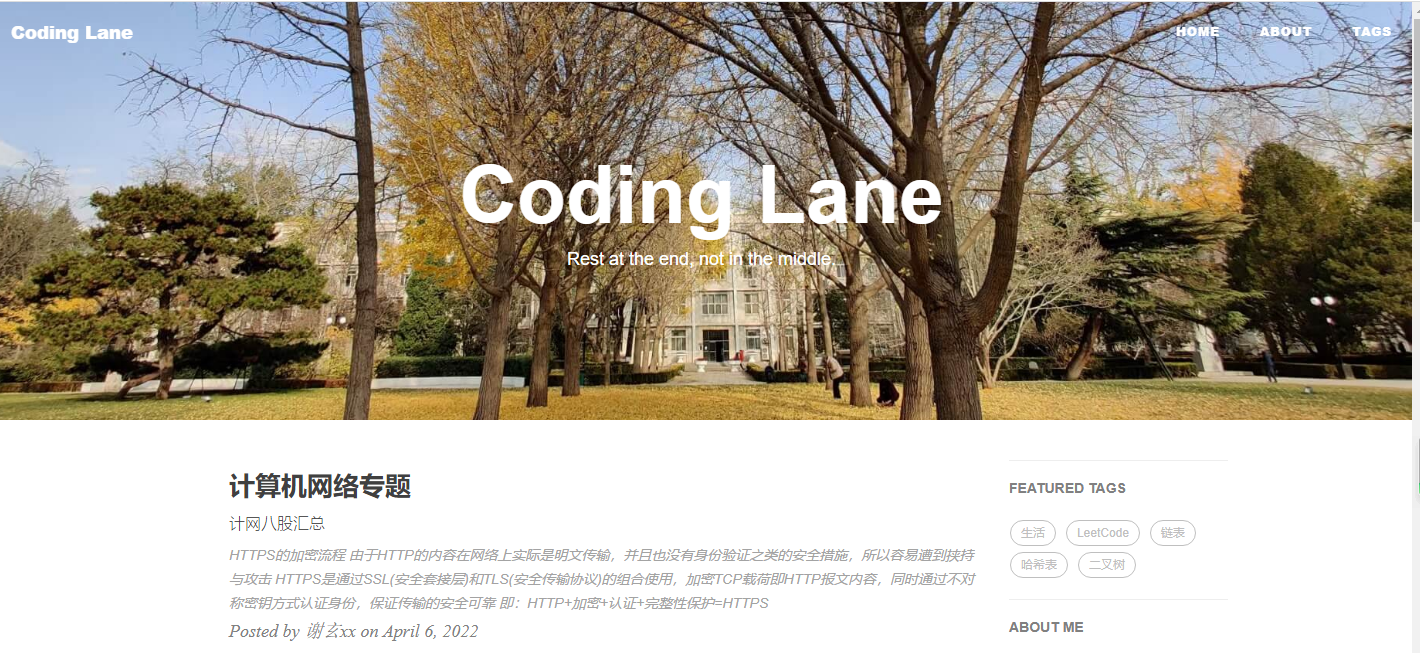 Coding Lane
HOME ABOUT TAGS
Coding Lane
Rest at the end, not in the middle.
计算机网络专题
计网八股汇总
HTTPS的加密流程 由于HTTP的内容在网络上实际是明文传输，并且也没有身份验证之类的安全措施，所以容易遭到挟持
与攻击 HTTPS是通过SSL(安全套接层)和TLS(安全传输协议)的组合使用，加密TCP载荷即HTTP报文内容，同时通过不对
称密钥方式认证身份，保证传输的安全可靠 即：HTTP+加密+认证+完整性保护=HTTPS
Posted by 谢玄xx on April 6, 2022
FEATURED TAGS
生活 LeetCode 链表
哈希表 二叉树
ABOUT ME